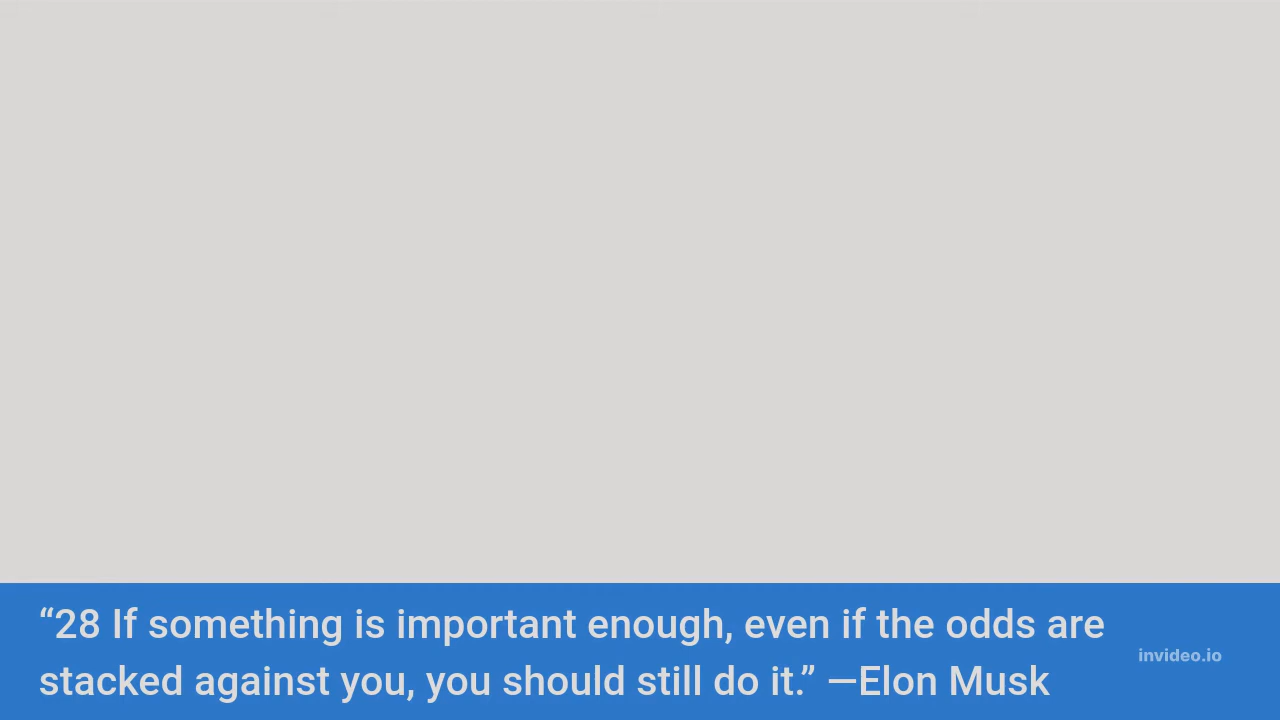 “28 If something is important enough, even if the odds are
stacked against you, you should still do it.” —Elon Musk
invideo.io